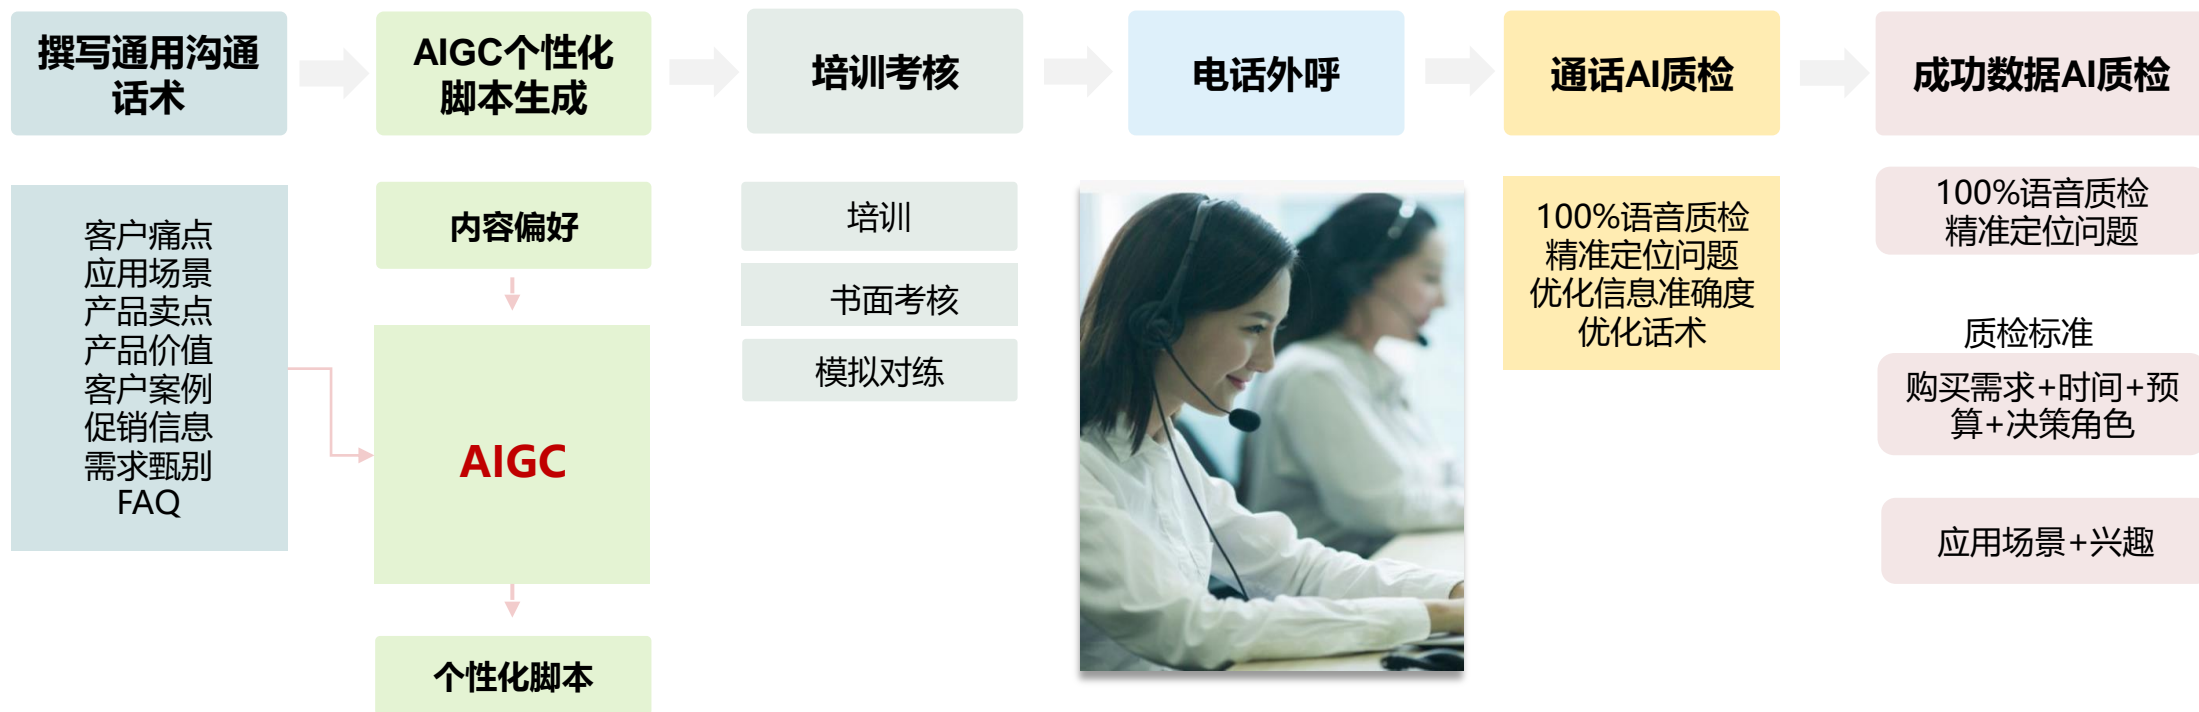 撰写通用沟通
话术
AIGC个性化
脚本生成
培训考核
电话外呼
通话AI质检
成功数据AI质检
客户痛点
应用场景
产品卖点
产品价值
客户案例
促销信息
需求甄别
FAQ
内容偏好
AIGC
个性化脚本
培训
书面考核
模拟对练
100%语音质检
精准定位问题
优化信息准确度
优化话术
100%语音质检
精准定位问题
质检标准
购买需求+时间+预
算+决策角色
应用场景+兴趣